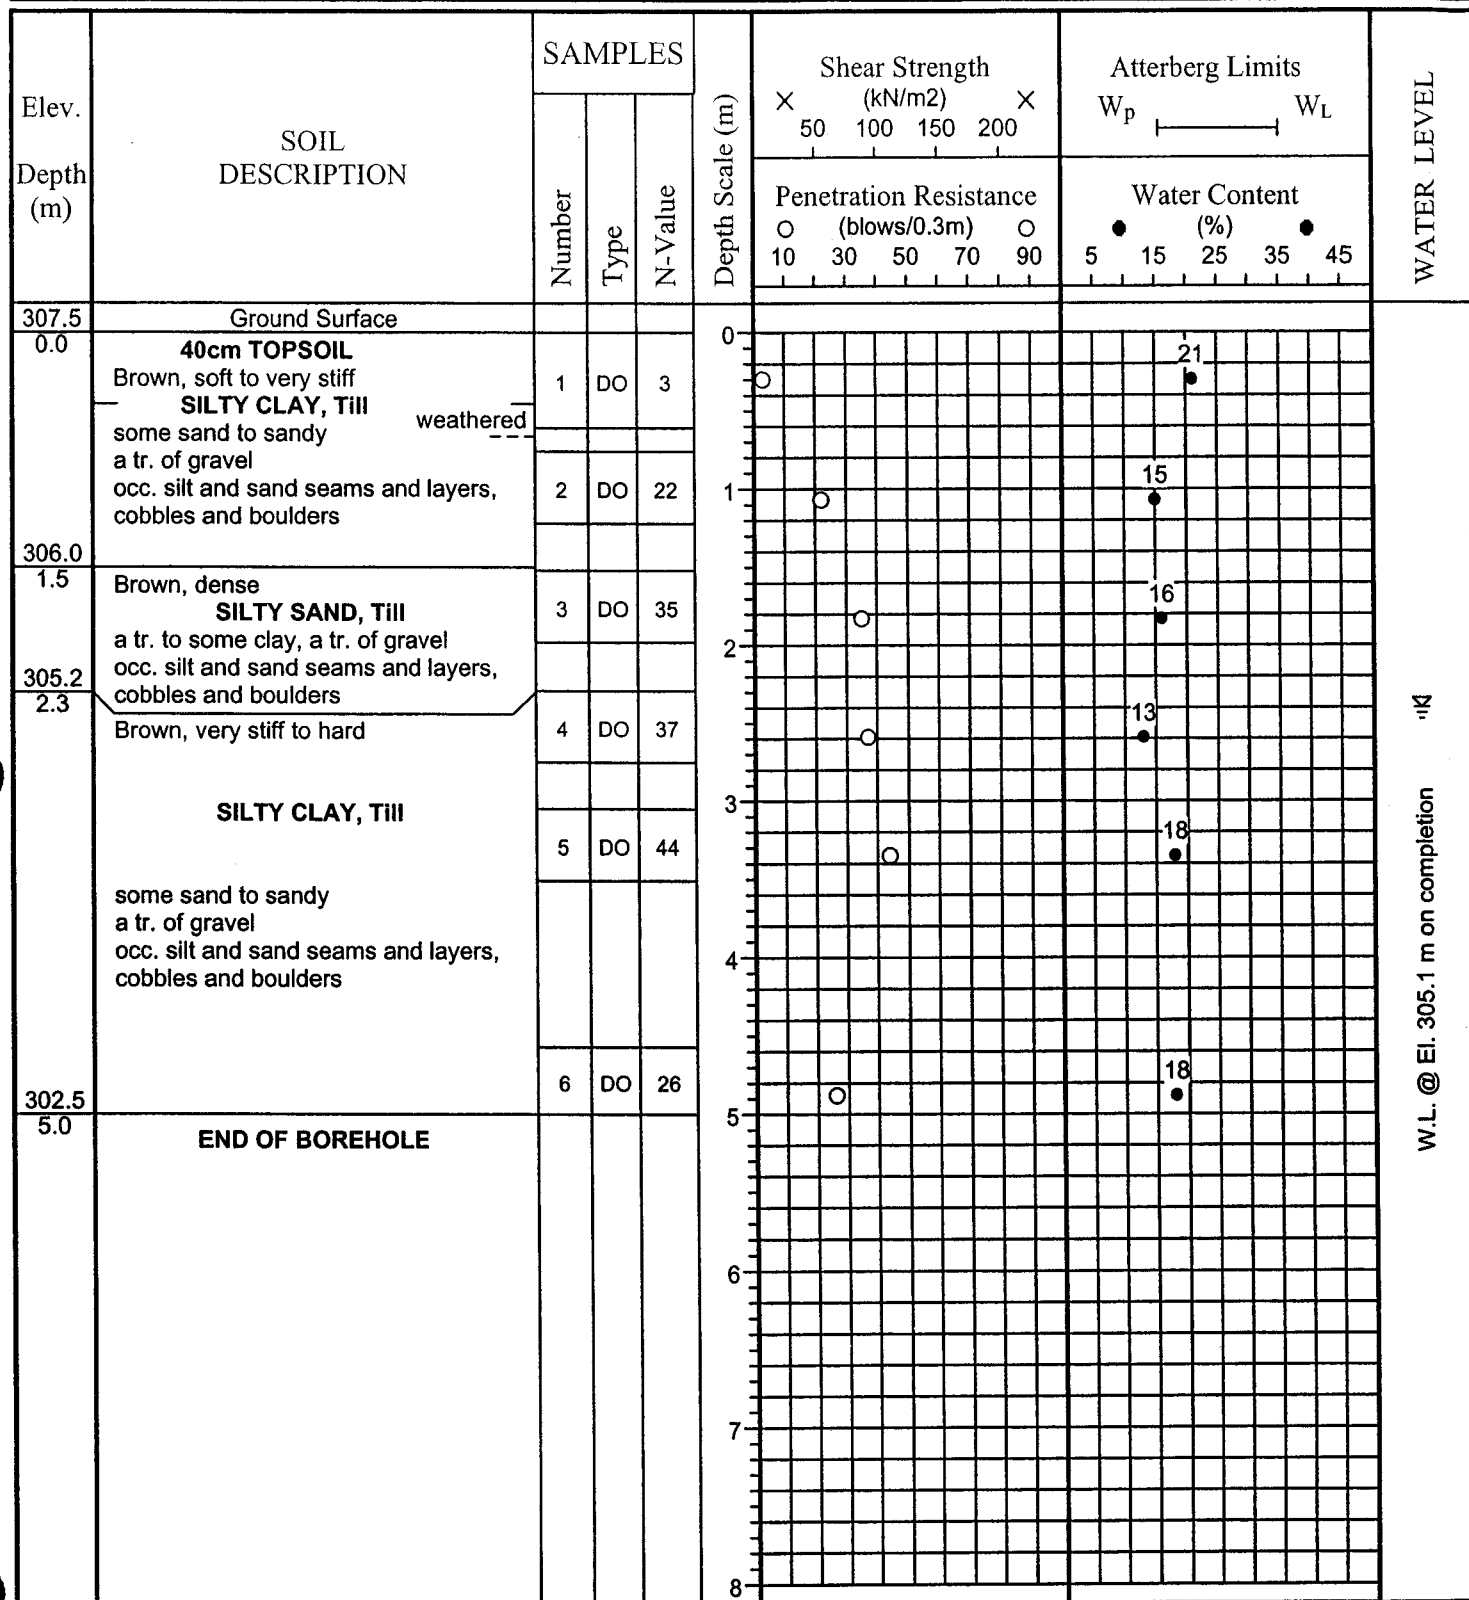 Elev.
Depth
(m)
SOIL
DESCRIPTION
SAMPLES
Number
Type
N-Value
Depth Scale (m)
Shear Strength
× (kN/m2) ×
50 100 150 200
Penetration Resistance
○ (blows/0.3m) ○
10 30 50 70 90
Atterberg Limits
Wp WL
Water Content
● (%) ●
5 15 25 35 45
WATER LEVEL
307.5 Ground Surface
0.0 40cm TOPSOIL
Brown, soft to very stiff
SILTY CLAY, Till
weathered
some sand to sandy
a tr. of gravel
occ. silt and sand seams and layers,
cobbles and boulders
1 DO 3
2 DO 22
306.0
1.5
Brown, dense
SILTY SAND, Till
a tr. to some clay, a tr. of gravel
occ. silt and sand seams and layers,
cobbles and boulders
3 DO 35
305.2
2.3
Brown, very stiff to hard
SILTY CLAY, Till
some sand to sandy
a tr. of gravel
occ. silt and sand seams and layers,
cobbles and boulders
4 DO 37
5 DO 44
6 DO 26
302.5
5.0
END OF BOREHOLE
0
1
2
3
4
5
6
7
8
21
15
16
13
18
18
W.L. @ El. 305.1 m on completion